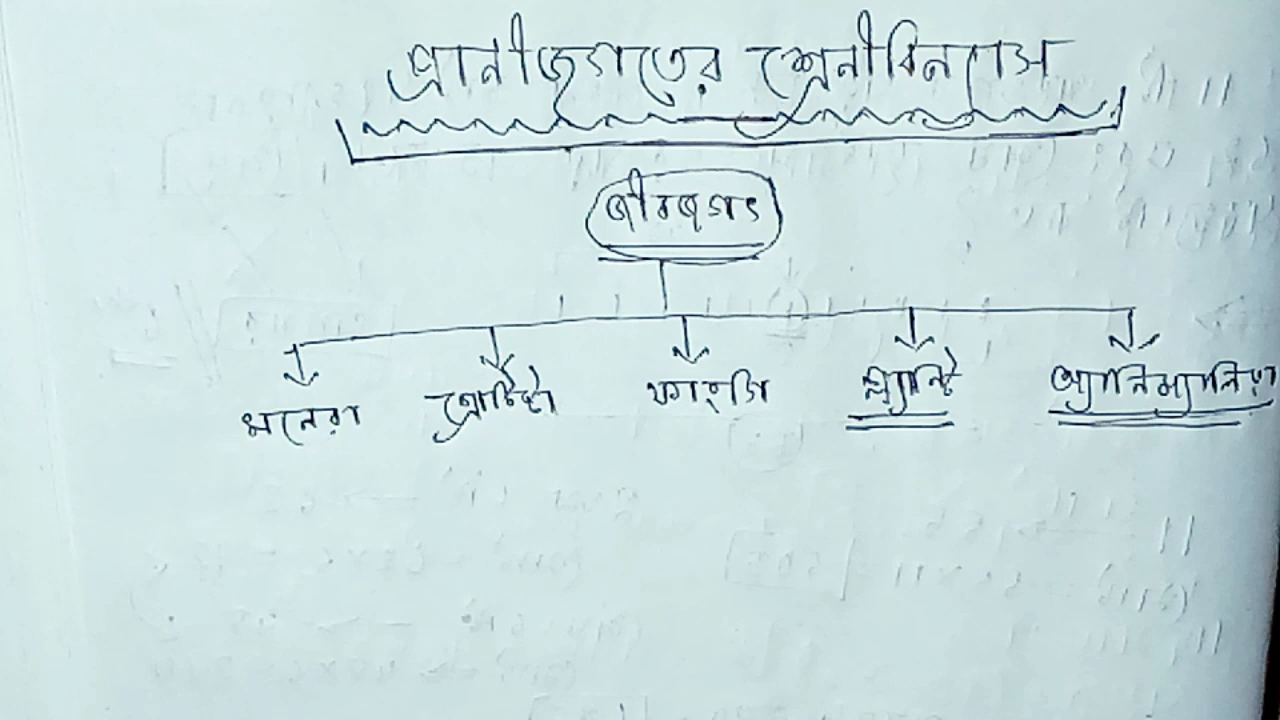 প্রানীজগতের শ্রেনীবিন্যাস
জীবজগৎ
মনেরা প্রোটিষ্টা ফাংজি প্ল্যান্টি অ্যানিম্যালিয়া